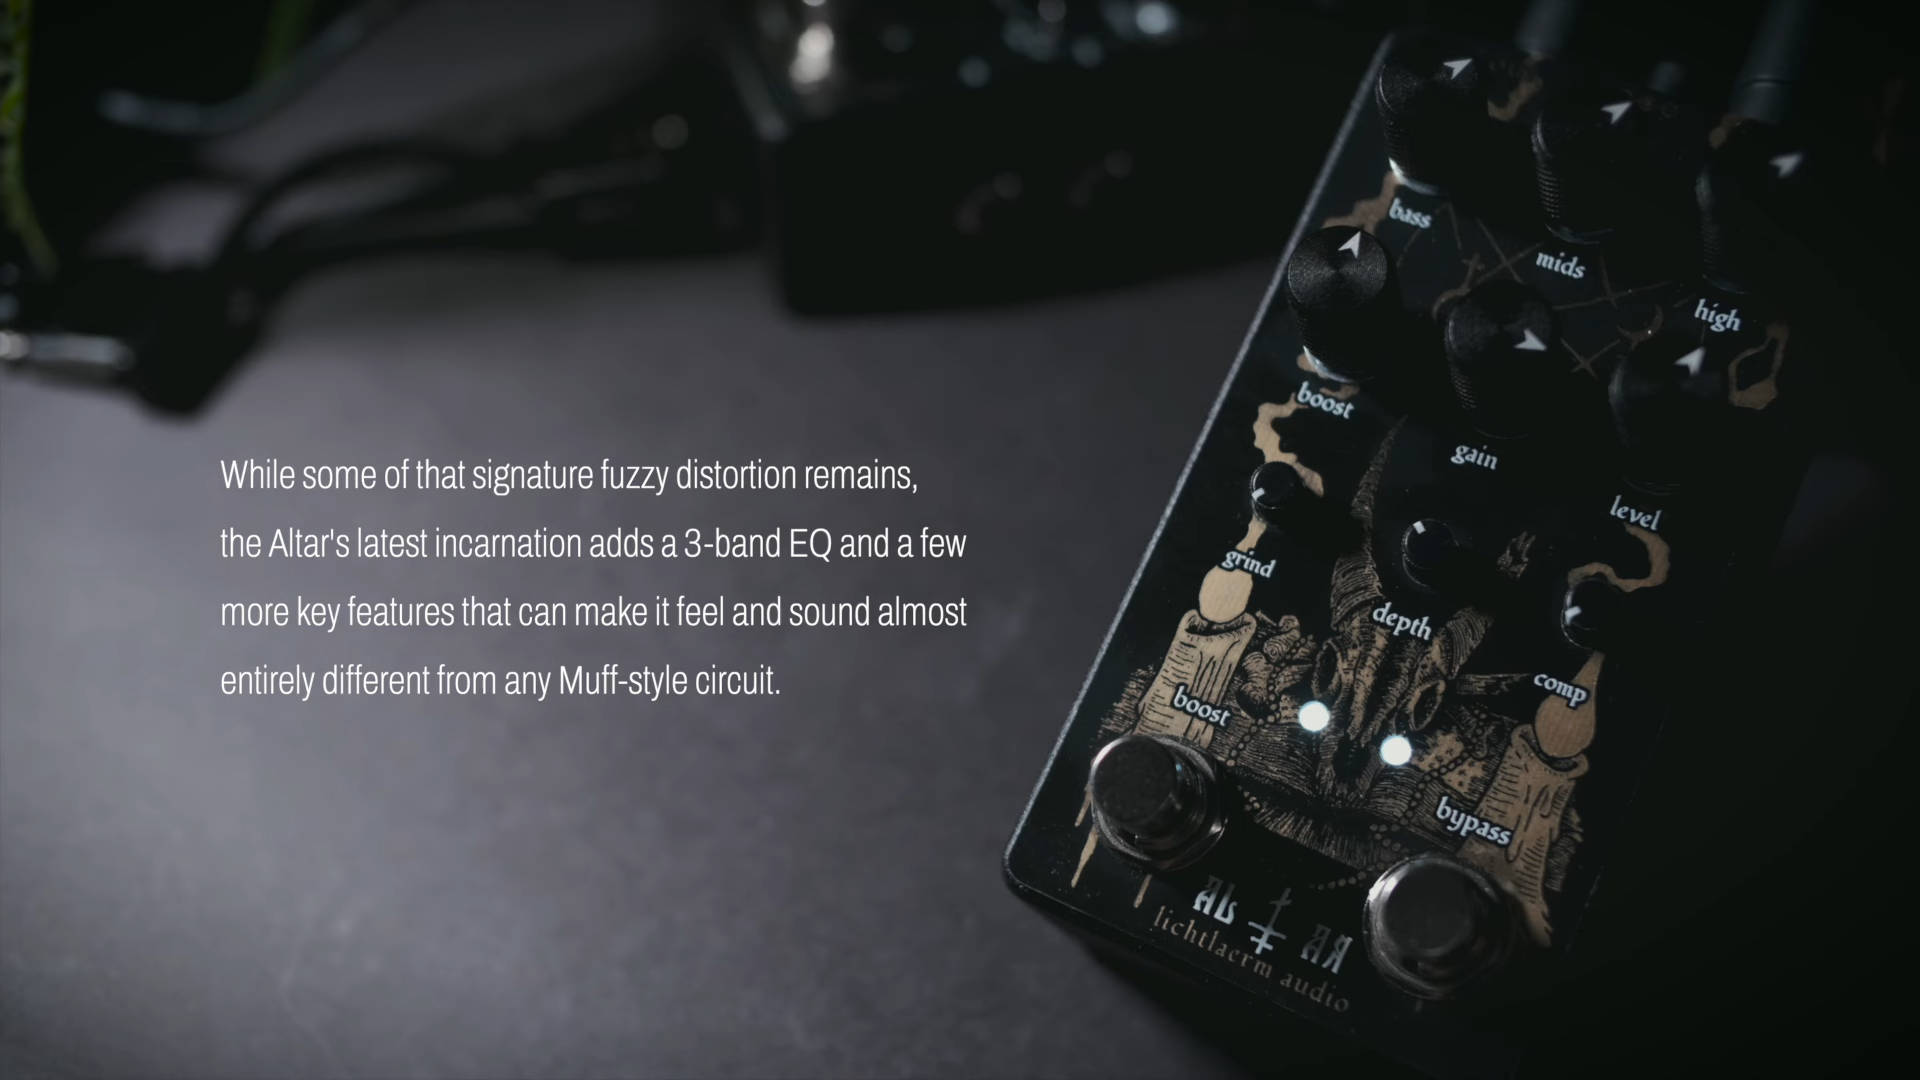 While some of that signature fuzzy distortion remains,
the Altar's latest incarnation adds a 3-band EQ and a few
more key features that can make it feel and sound almost
entirely different from any Muff-style circuit.
bass
mids
high
boost
gain
level
grind
depth
comp
boost
bypass
ALTAR
lichtlaerm audio